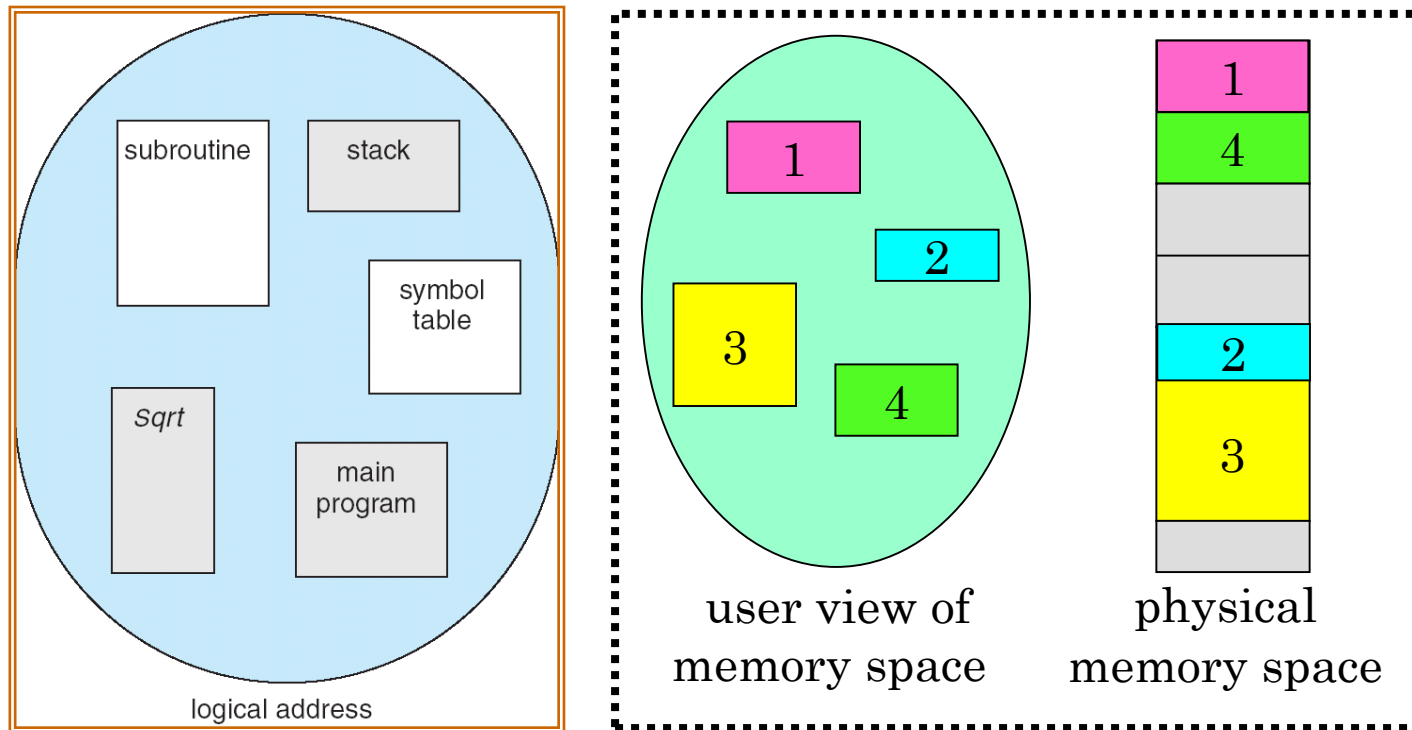 subroutine
stack
symbol
table
Sqrt
main
program
logical address
1
2
3
4
user view of
memory space
1
4
2
3
physical
memory space